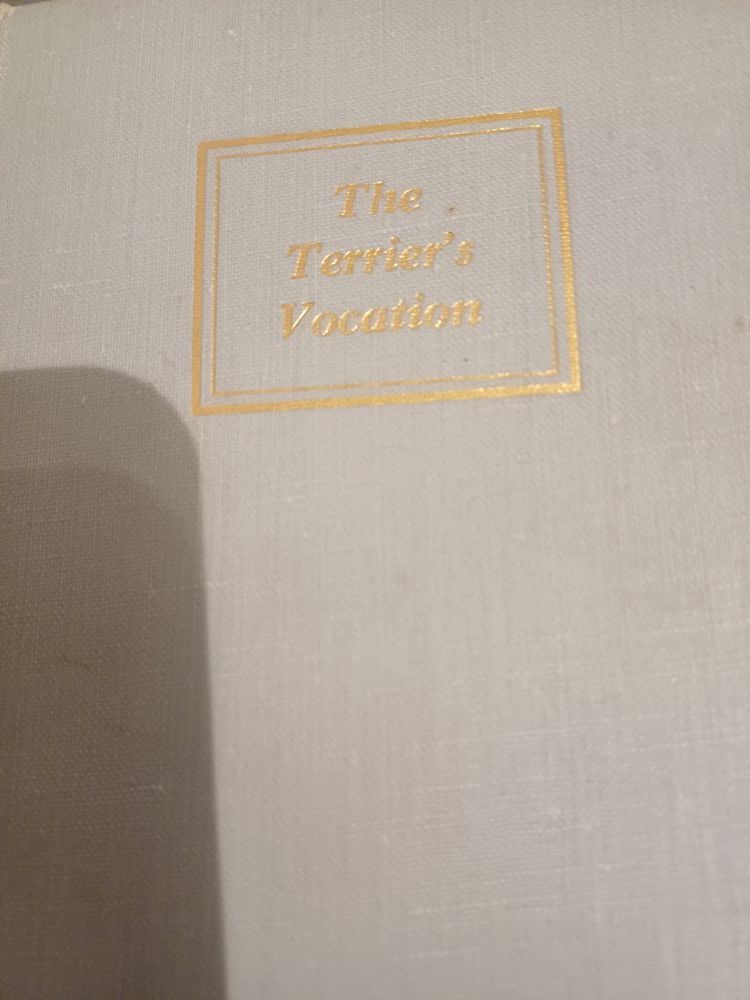 The
Terrier's
Vocation